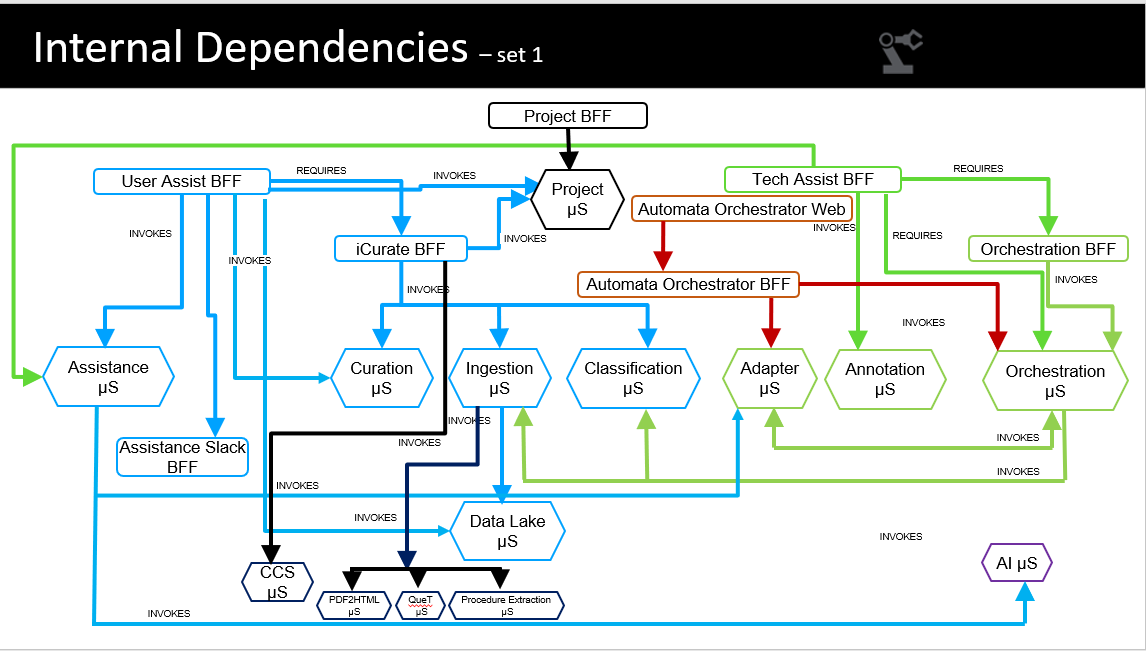 Internal Dependencies – set 1
Project BFF
REQUIRES
REQUIRES
User Assist BFF
INVOKES
Tech Assist BFF
Project
µS
Automata Orchestrator Web
INVOKES
INVOKES
INVOKES
REQUIRES
iCurate BFF
Orchestration BFF
INVOKES
Automata Orchestrator BFF
INVOKES
INVOKES
INVOKES
Assistance
µS
Curation
µS
Ingestion
µS
Classification
µS
Adapter
µS
Annotation
µS
Orchestration
µS
INVOKES
INVOKES
INVOKES
Assistance Slack
BFF
INVOKES
INVOKES
INVOKES
Data Lake
µS
INVOKES
AI µS
CCS
µS
PDF2HTML
µS
QueT
µS
Procedure Extraction
µS
INVOKES